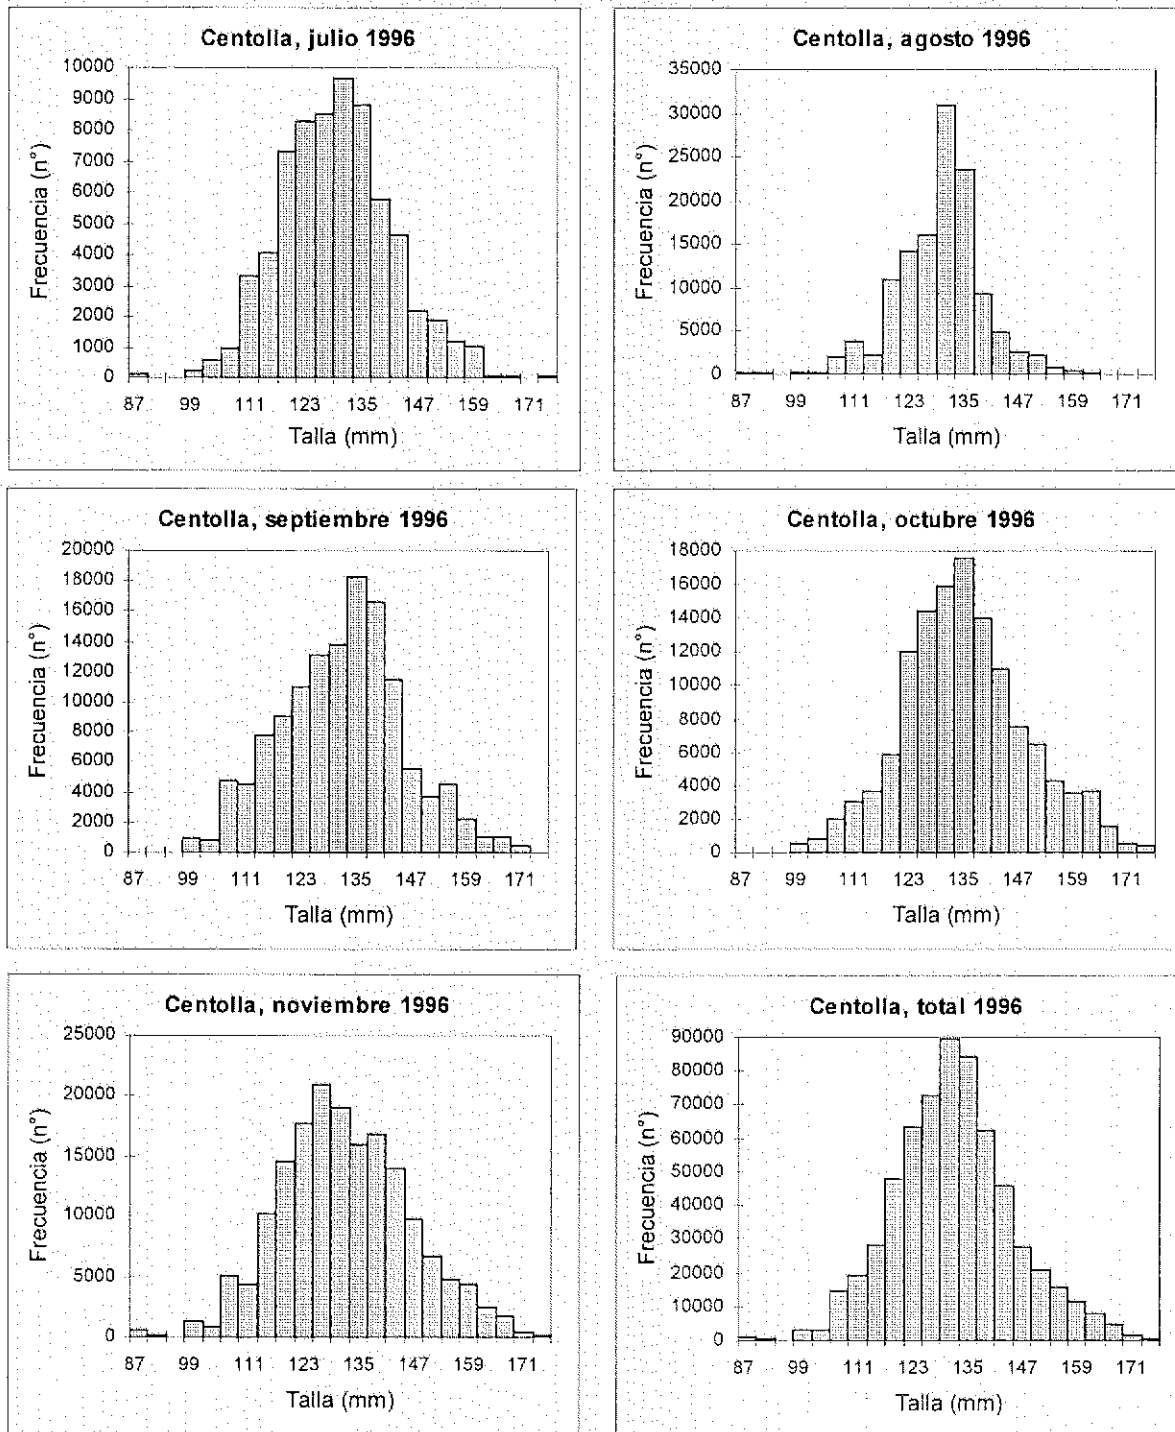 Centolla, julio 1996
Frecuencia (n°)
10000
9000
8000
7000
6000
5000
4000
3000
2000
1000
0
87 99 111 123 135 147 159 171
Talla (mm)
Centolla, agosto 1996
Frecuencia (n°)
35000
30000
25000
20000
15000
10000
5000
0
87 99 111 123 135 147 159 171
Talla (mm)
Centolla, septiembre 1996
Frecuencia (n°)
20000
18000
16000
14000
12000
10000
8000
6000
4000
2000
0
87 99 111 123 135 147 159 171
Talla (mm)
Centolla, octubre 1996
Frecuencia (n°)
18000
16000
14000
12000
10000
8000
6000
4000
2000
0
87 99 111 123 135 147 159 171
Talla (mm)
Centolla, noviembre 1996
Frecuencia (n°)
25000
20000
15000
10000
5000
0
87 99 111 123 135 147 159 171
Talla (mm)
Centolla, total 1996
Frecuencia (n°)
90000
80000
70000
60000
50000
40000
30000
20000
10000
0
87 99 111 123 135 147 159 171
Talla (mm)